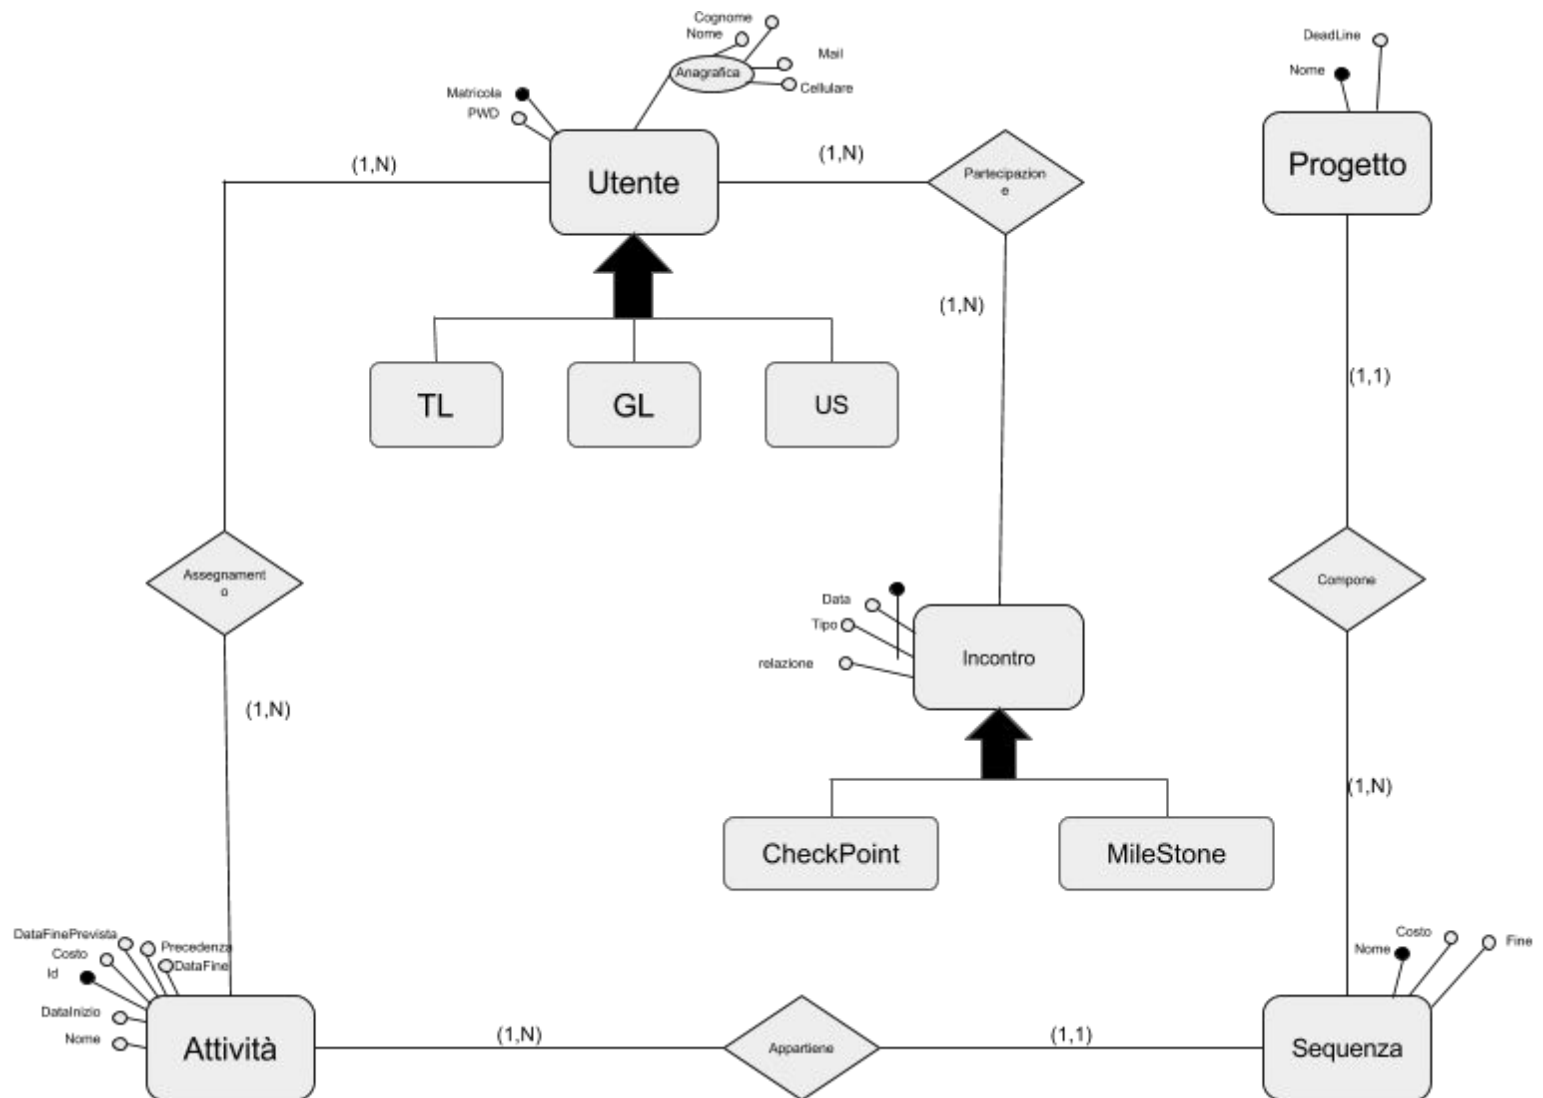 Cognome
Nome
Mail
Anagrafica
Cellulare
Matricola
PWD
DeadLine
Nome
(1,N)
Utente
(1,N)
Partecipazion
e
Progetto
(1,N)
(1,1)
TL
GL
US
Assegnament
o
Compone
Data
Tipo
relazione
Incontro
(1,N)
(1,N)
CheckPoint
MileStone
DataFinePrevista
Precedenza
Costo
DataFine
Id
DataInizio
Nome
Attività
(1,N)
Appartiene
(1,1)
Costo
Fine
Nome
Sequenza